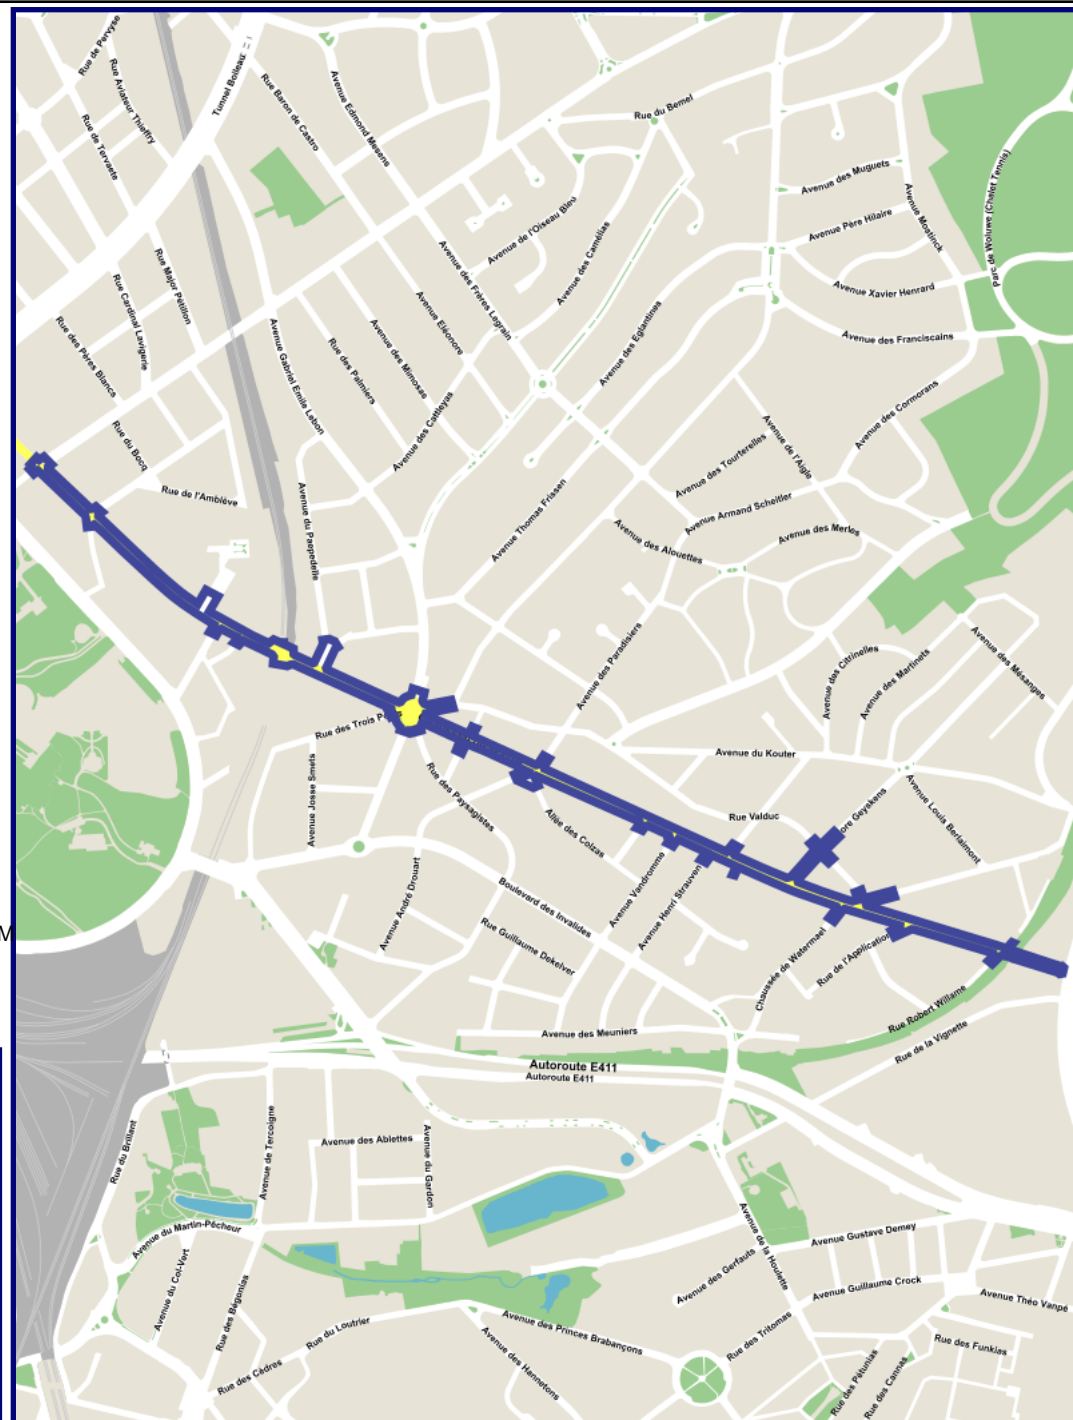 Rue de Pervyse
Rue Aviateur Thieffry
Tunnel Boileau
Rue Baron de Castro
Avenue Edmond Mesens
Rue du Bemel
Rue de Tervaete
Avenue des Muguets
Parc de Woluwe (Chalet Tennis)
Avenue Mostinck
Avenue Père Hilaire
Avenue de l'Oiseau Bleu
Avenue des Camélias
Avenue des Frères Legrain
Rue Major Pétillon
Rue Cardinal Lavigerie
Avenue Xavier Henrard
Avenue des Franciscains
Rue des Pères Blancs
Avenue Gabriel Emile Lebon
Rue des Palmiers
Avenue des Mimosas
Avenue Eléonore
Avenue des Eglantines
Avenue des Cattleyas
Avenue des Cormorans
Rue du Bocq
Avenue de l'Aigle
Avenue des Tourterelles
Rue de l'Amblève
Avenue du Paepedelle
Avenue Thomas Frissen
Avenue Armand Scheitler
Avenue des Alouettes
Avenue des Merles
Avenue des Paradisiers
Avenue des Citrinelles
Avenue des Martinets
Avenue des Mésanges
Rue des Trois P
Avenue du Kouter
Avenue Josse Smets
Rue des Paysagistes
Allée des Colzas
Rue Valduc
ore Geyskens
Avenue Louis Berlaimont
Avenue André Drouart
Boulevard des Invalides
Avenue Vandromme
Avenue Henri Strauven
M
Rue Guillaume Dekelver
Chaussée de Watermael
Rue de l'Application
Rue Robert Willame
Avenue des Meuniers
Rue de la Vignette
Autoroute E411
Autoroute E411
Rue du Brillant
Avenue de Tercoigne
Avenue des Ablettes
Avenue du Gardon
Avenue du Martin-Pêcheur
Avenue du Col-Vert
Rue des Bégonias
Avenue de la Houlette
Avenue Gustave Demey
Avenue des Gerfauts
Avenue Guillaume Crock
Avenue Théo Vanpé
Rue du Loutrier
Avenue des Princes Brabançons
Rue des Tritomas
Rue des Funkias
Rue des Cèdres
Avenue des Hannetons
Rue des Pétunias
Rue des Cannas